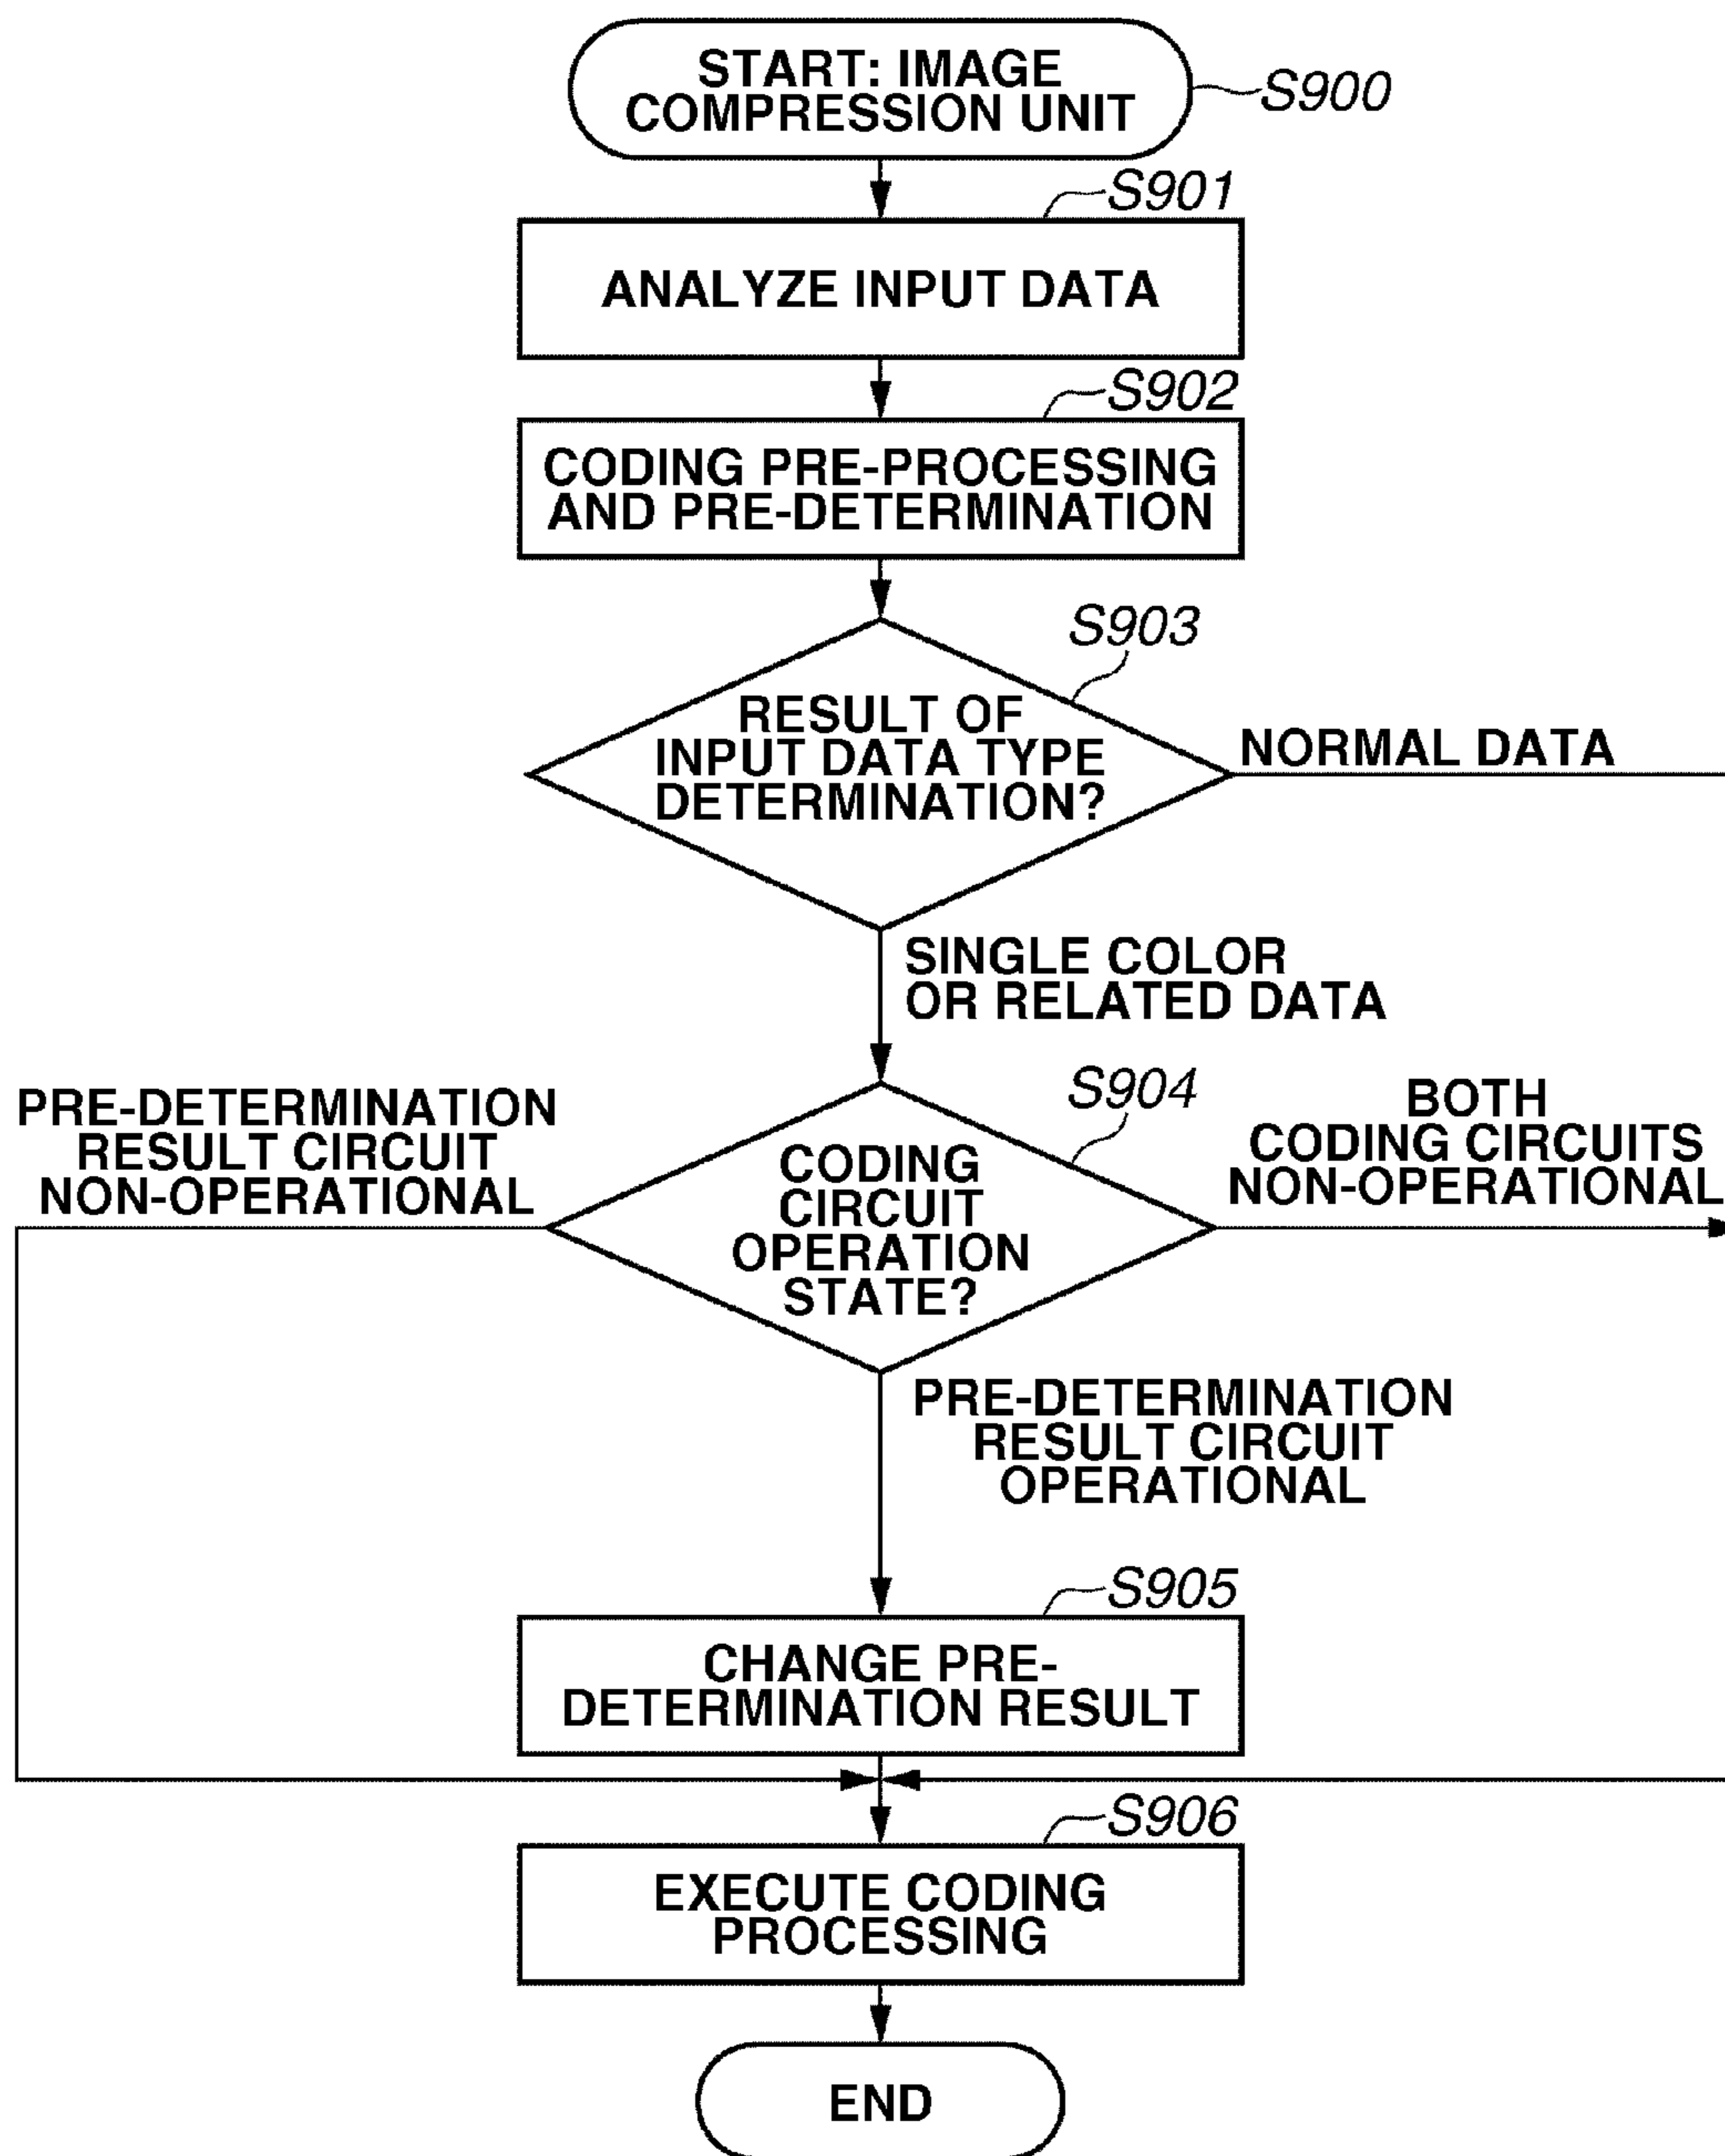 START: IMAGE
COMPRESSION UNIT
S900
S901
ANALYZE INPUT DATA
S902
CODING PRE-PROCESSING
AND PRE-DETERMINATION
S903
RESULT OF
INPUT DATA TYPE
DETERMINATION?
NORMAL DATA
SINGLE COLOR
OR RELATED DATA
S904
PRE-DETERMINATION
RESULT CIRCUIT
NON-OPERATIONAL
CODING
CIRCUIT
OPERATION
STATE?
BOTH
CODING CIRCUITS
NON-OPERATIONAL
PRE-DETERMINATION
RESULT CIRCUIT
OPERATIONAL
S905
CHANGE PRE-
DETERMINATION RESULT
S906
EXECUTE CODING
PROCESSING
END